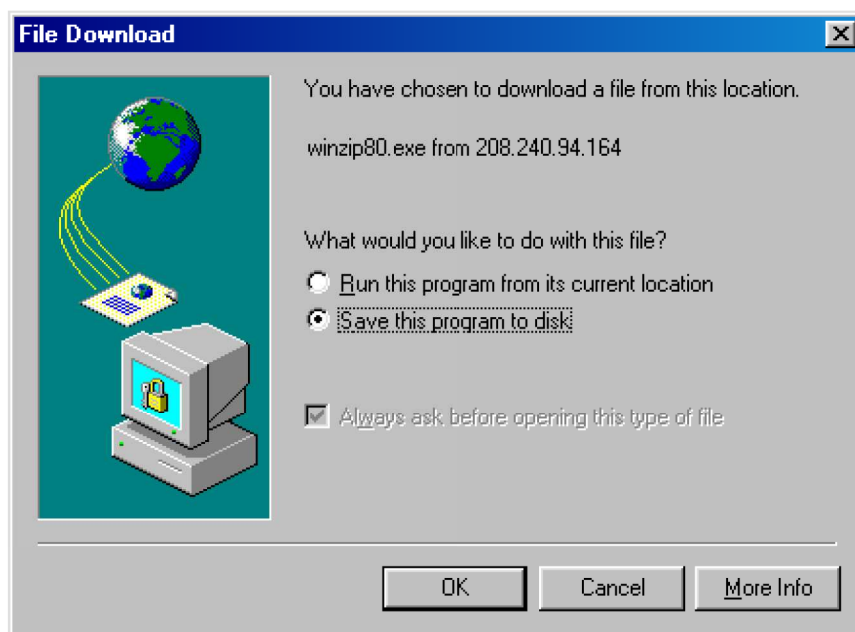 File Download
You have chosen to download a file from this location.
winzip80.exe from 208.240.94.164
What would you like to do with this file?
Run this program from its current location
Save this program to disk
Always ask before opening this type of file
OK
Cancel
More Info